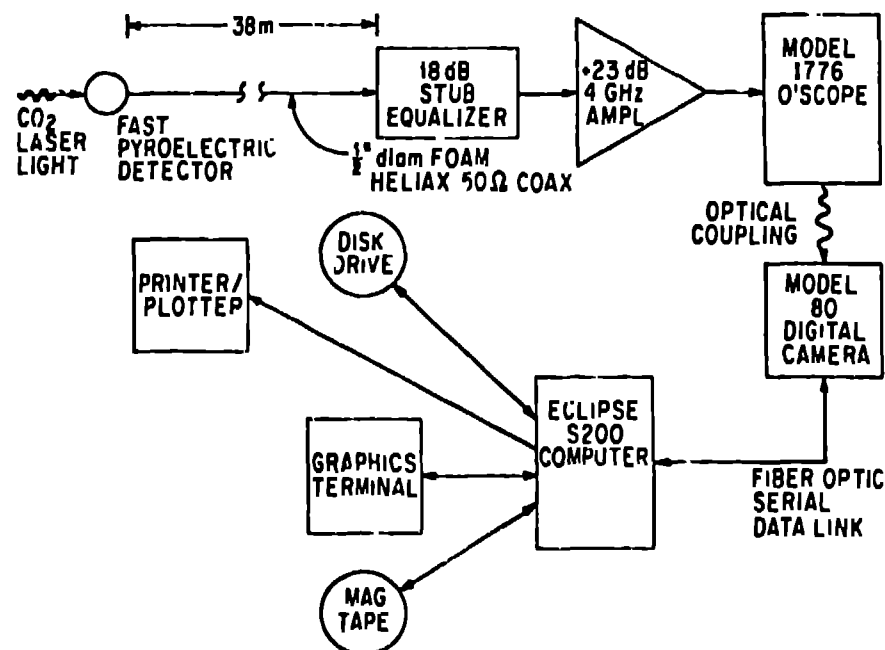 38m
CO2
LASER
LIGHT
FAST
PYROELECTRIC
DETECTOR
1/2" diam FOAM
HELIAX 50Ω COAX
18 dB
STUB
EQUALIZER
+23 dB
4 GHz
AMPL
MODEL
1776
O'SCOPE
OPTICAL
COUPLING
MODEL
80
DIGITAL
CAMERA
FIBER OPTIC
SERIAL
DATA LINK
ECLIPSE
S200
COMPUTER
DISK
DRIVE
PRINTER/
PLOTTEP
GRAPHICS
TERMINAL
MAG
TAPE